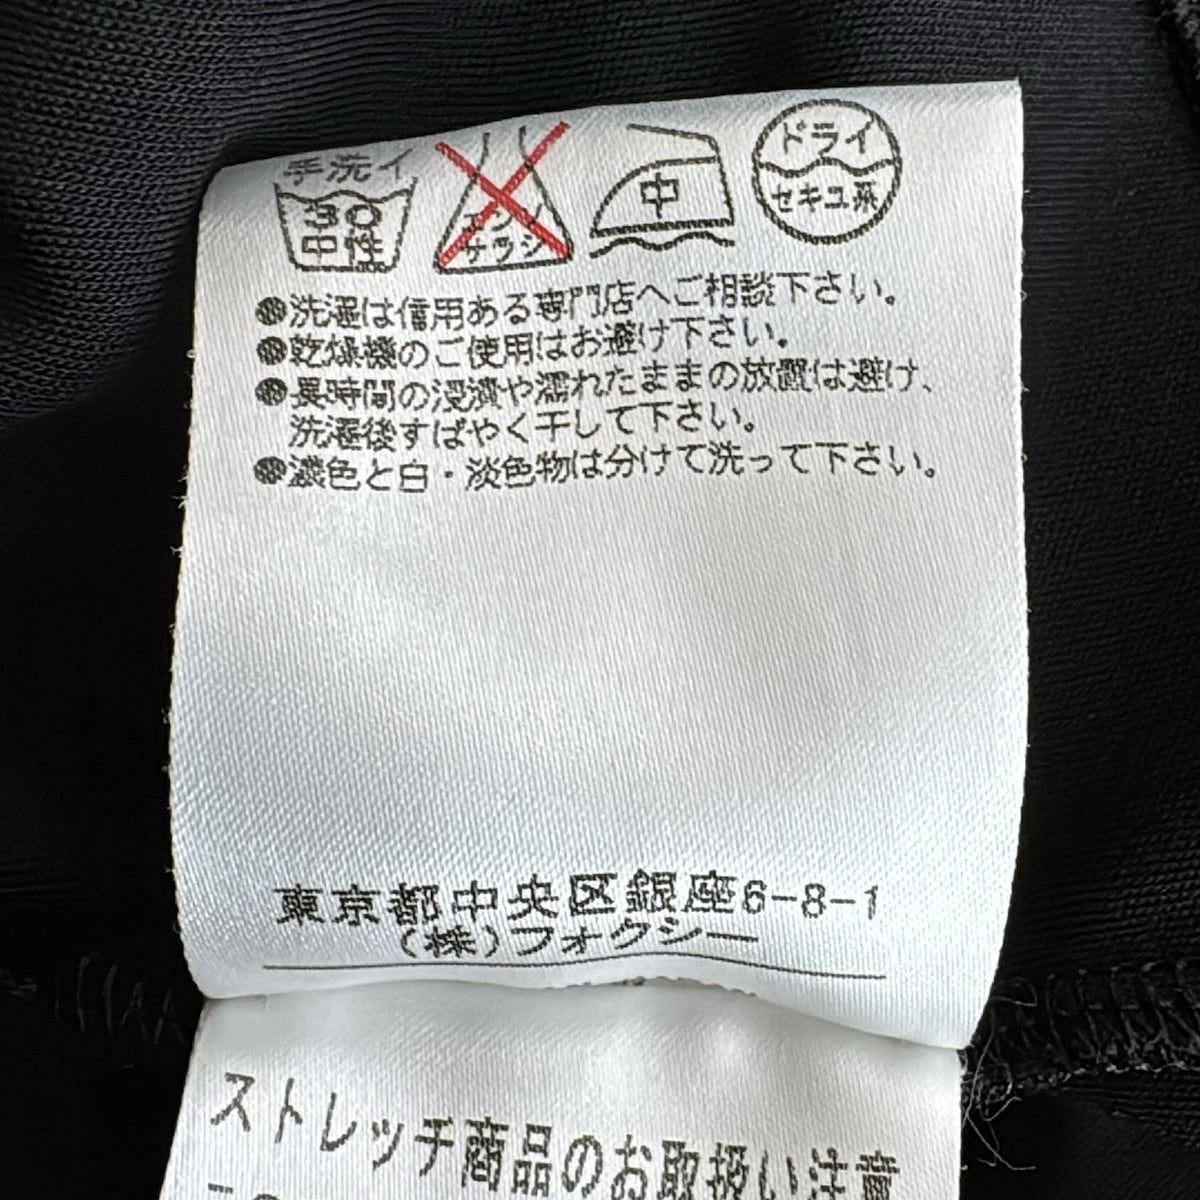 手洗イ
30
中性
エンソ
サラシ
中
ドライ
セキユ系
●洗濯は信用ある専門店へご相談下さい。
●乾燥機のご使用はお避け下さい。
●長時間の浸漬や濡れたままの放置は避け、
洗濯後すばやく干して下さい。
●濃色と白・淡色物は分けて洗って下さい。
東京都中央区銀座6-8-1
(株)フォクシー
ストレッチ商品のお取扱い注意